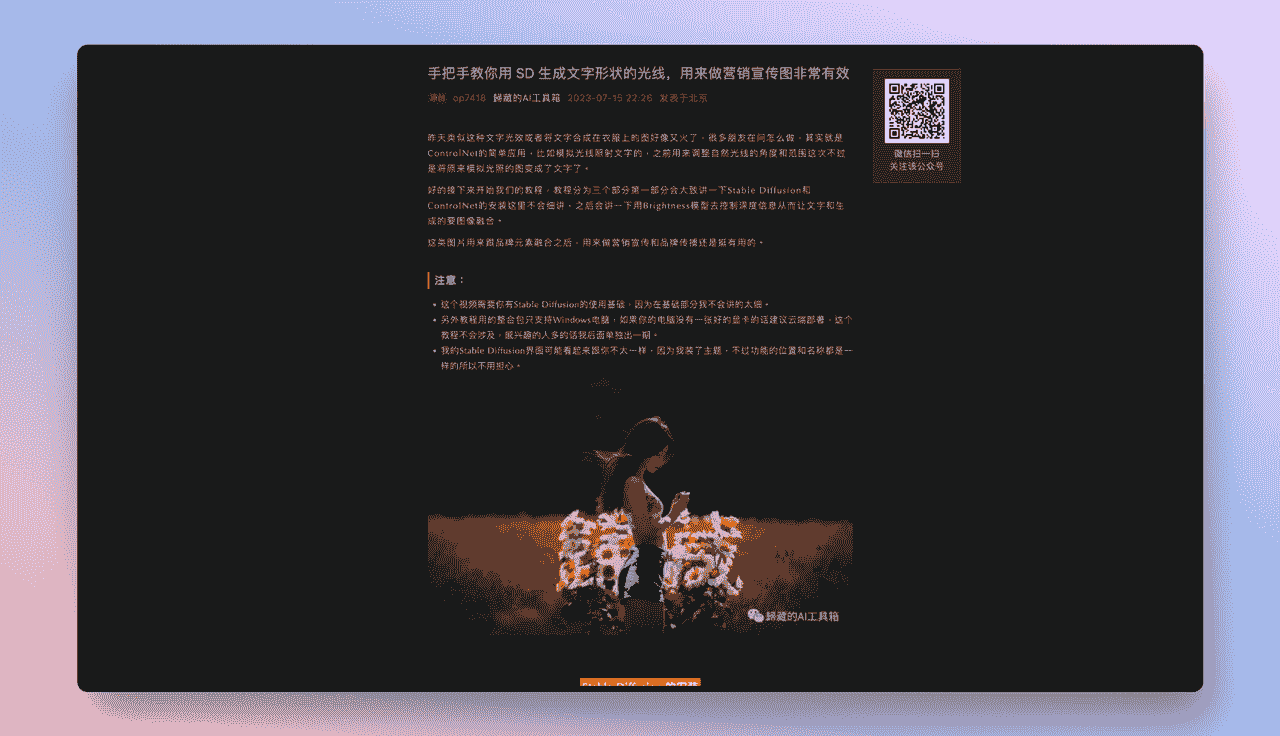 手把手教你用 SD 生成文字形状的光线，用来做营销宣传图非常有效
原创 op7418 歸藏的AI工具箱 2023-07-15 22:26 发表于北京
微信扫一扫
关注该公众号
昨天类似这种文字光效或者将文字合成在衣服上的图好像又火了，很多朋友在问怎么做，其实就是
ControlNet的简单应用，比如模拟光线照射文字的，之前用来调整自然光线的角度和范围这次不过
是将原来模拟光照的图变成了文字了。
好的接下来开始我们的教程，教程分为三个部分第一部分会大致讲一下Stable Diffusion和
ControlNet的安装这里不会细讲，之后会讲一下用Brightness模型去控制深度信息从而让文字和生
成的要图像融合。
这类图片用来跟品牌元素融合之后，用来做营销宣传和品牌传播还是挺有用的。
注意：
• 这个视频需要你有Stable Diffusion的使用基础，因为在基础部分我不会讲的太细。
• 另外教程用的整合包只支持Windows电脑，如果你的电脑没有一张好的显卡的话建议云端部署，这个
教程不会涉及，感兴趣的人多的话我后面单独出一期。
• 我的Stable Diffusion界面可能看起来跟你不太一样，因为我装了主题，不过功能的位置和名称都是一
样的所以不用担心。
歸藏
歸藏的AI工具箱
Stable Diffusion 的安装